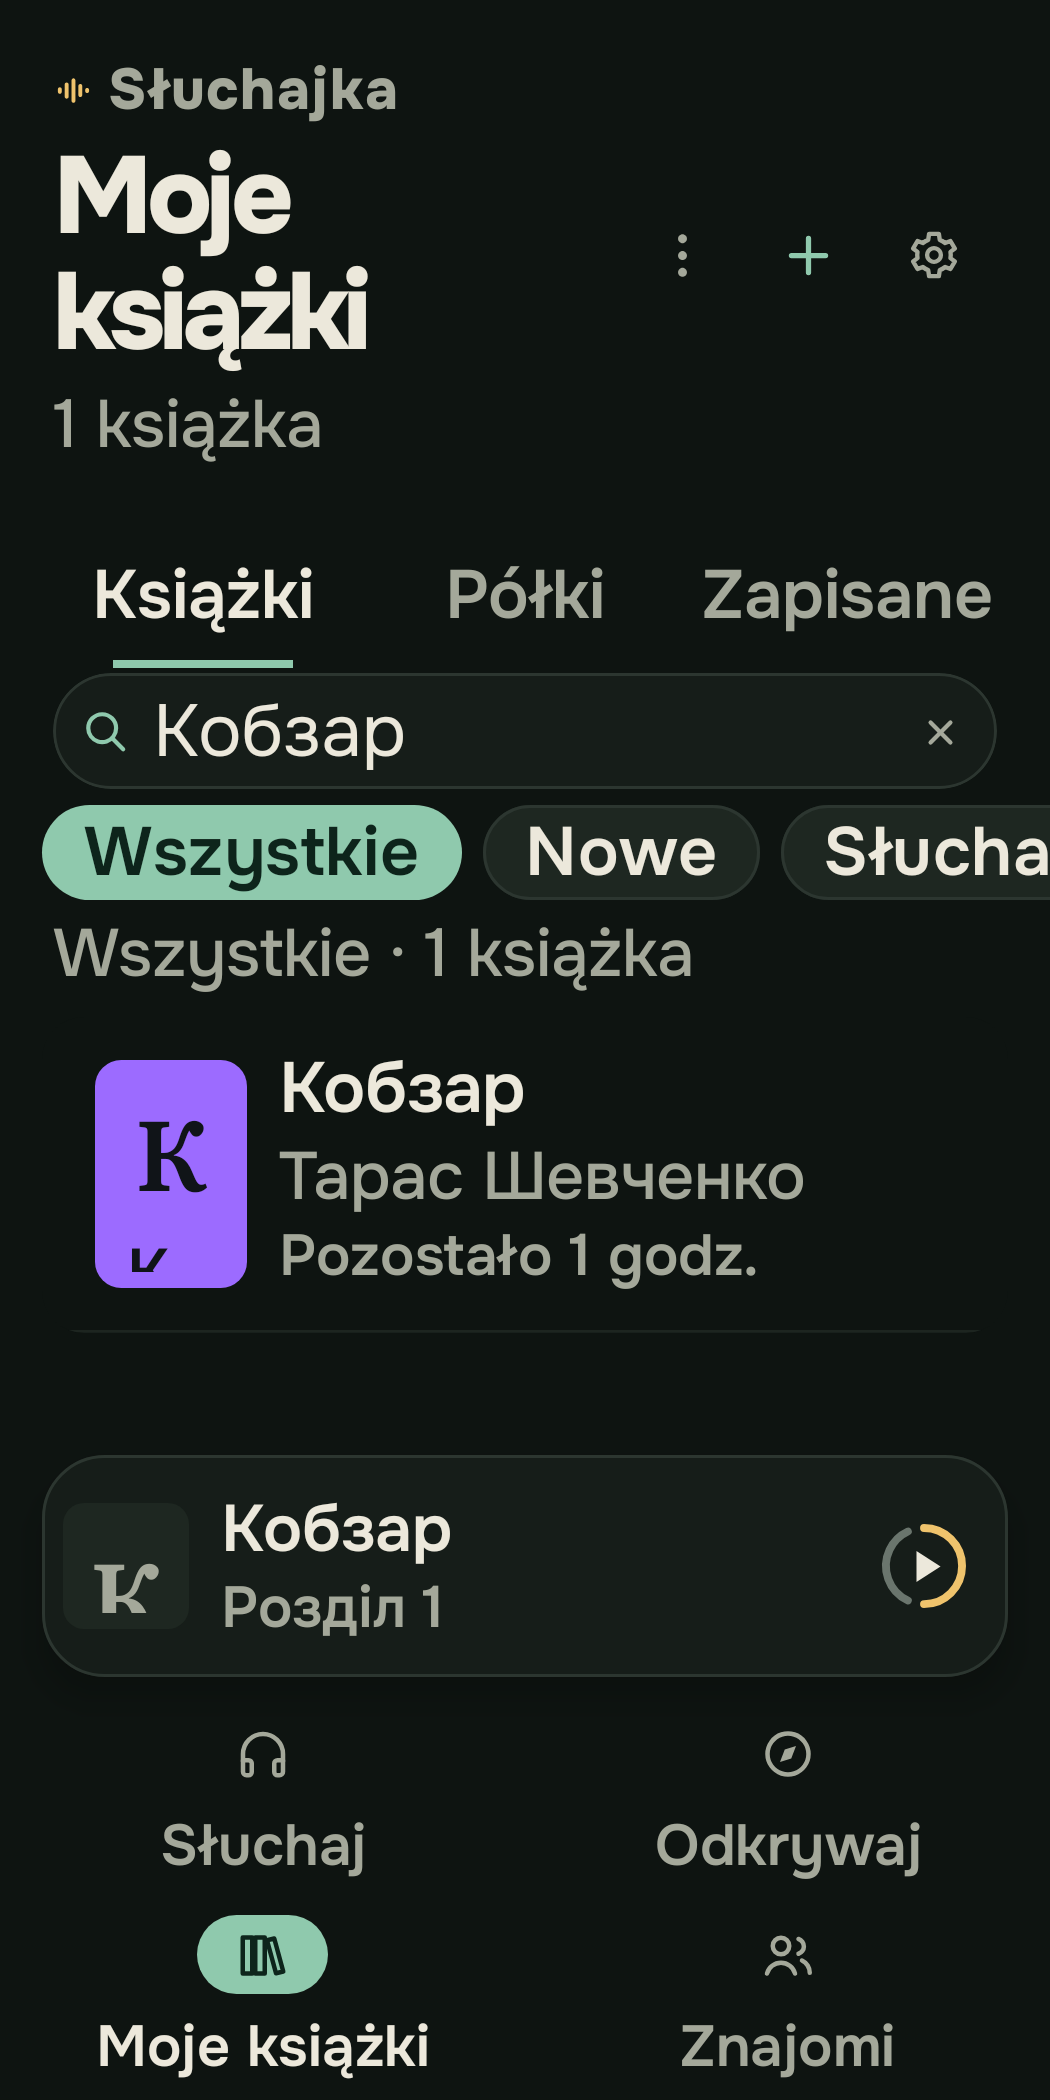 Słuchajka
Moje
książki
1 książka
Książki Półki Zapisane
Кобзар
Wszystkie Nowe Słucha
Wszystkie · 1 książka
К
Кобзар
Тарас Шевченко
Pozostało 1 godz.
Кобзар
Розділ 1
Słuchaj Odkrywaj
Moje książki Znajomi